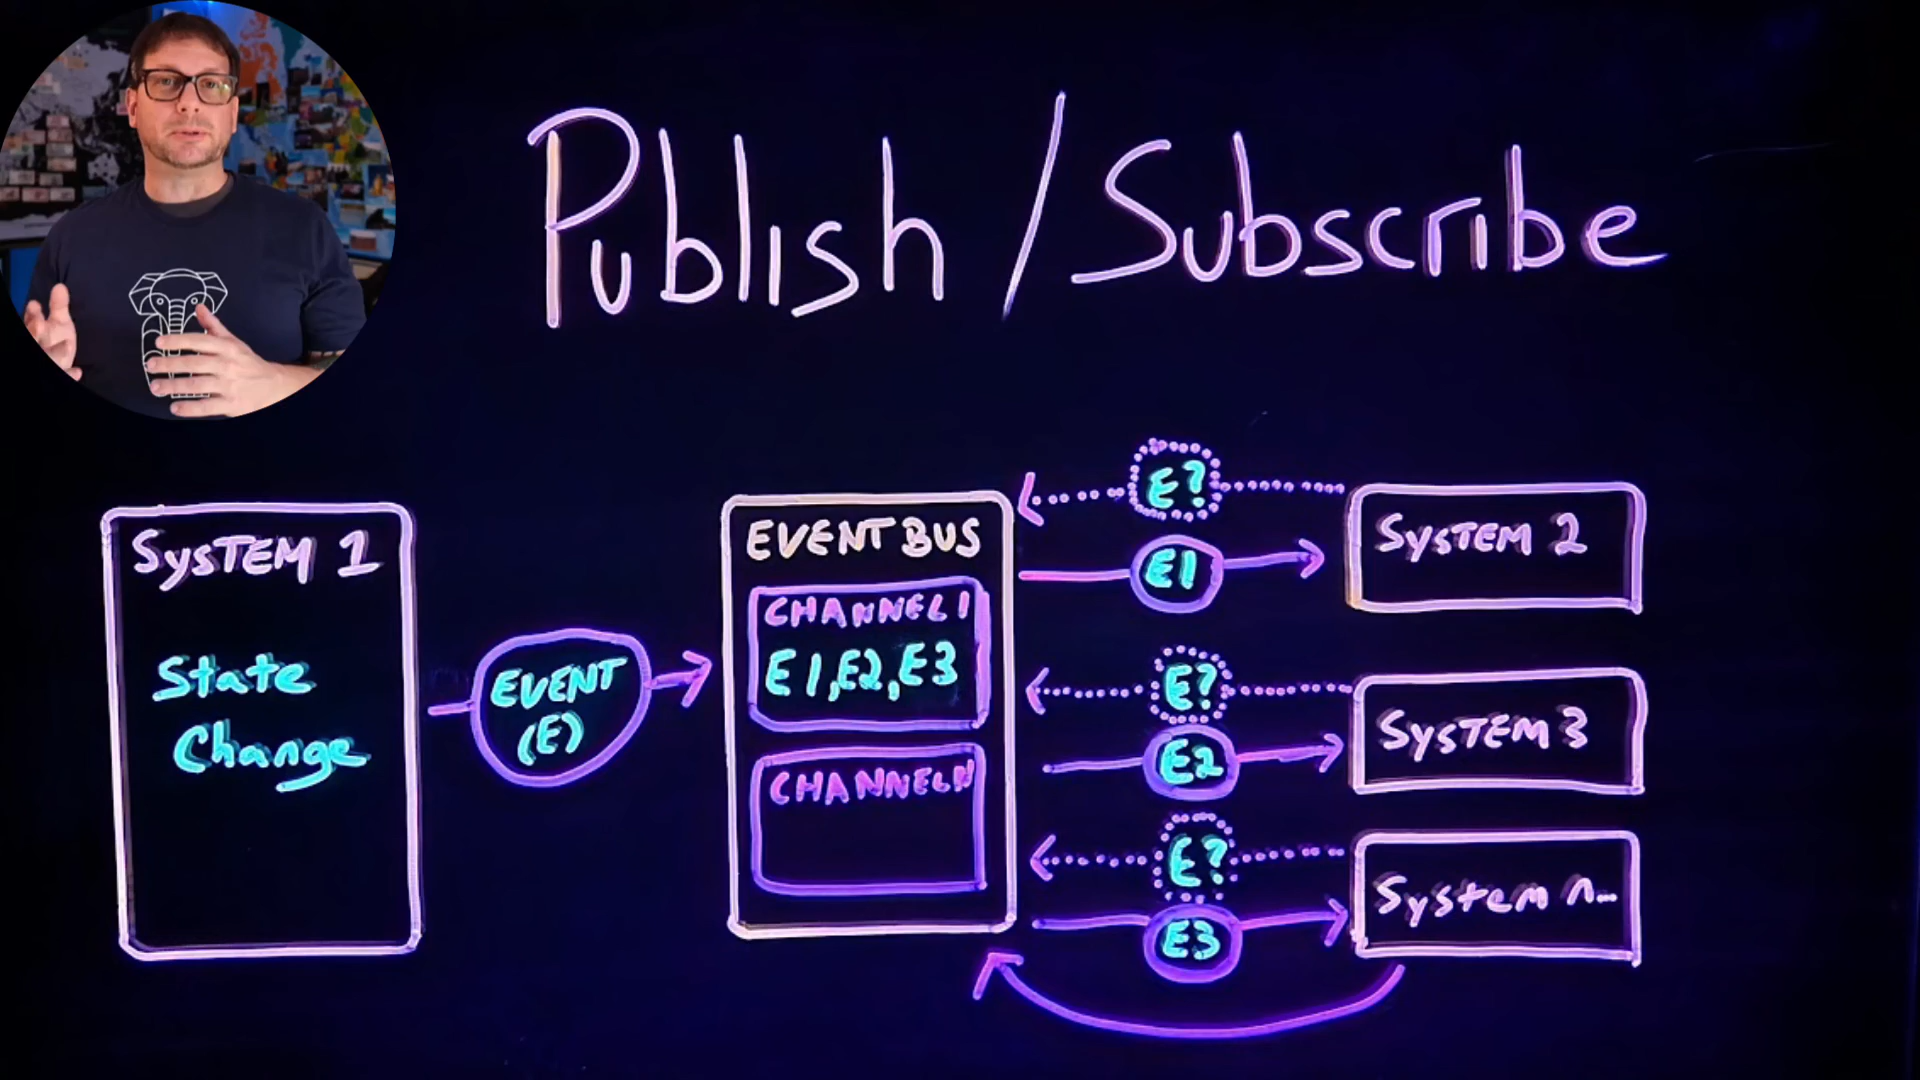 Publish / Subscribe
SYSTEM 1
State
Change
EVENT
(E)
EVENT BUS
CHANNEL 1
E1, E2, E3
CHANNEL N
E?
E1
E?
E2
E?
E3
SYSTEM 2
SYSTEM 3
System n...